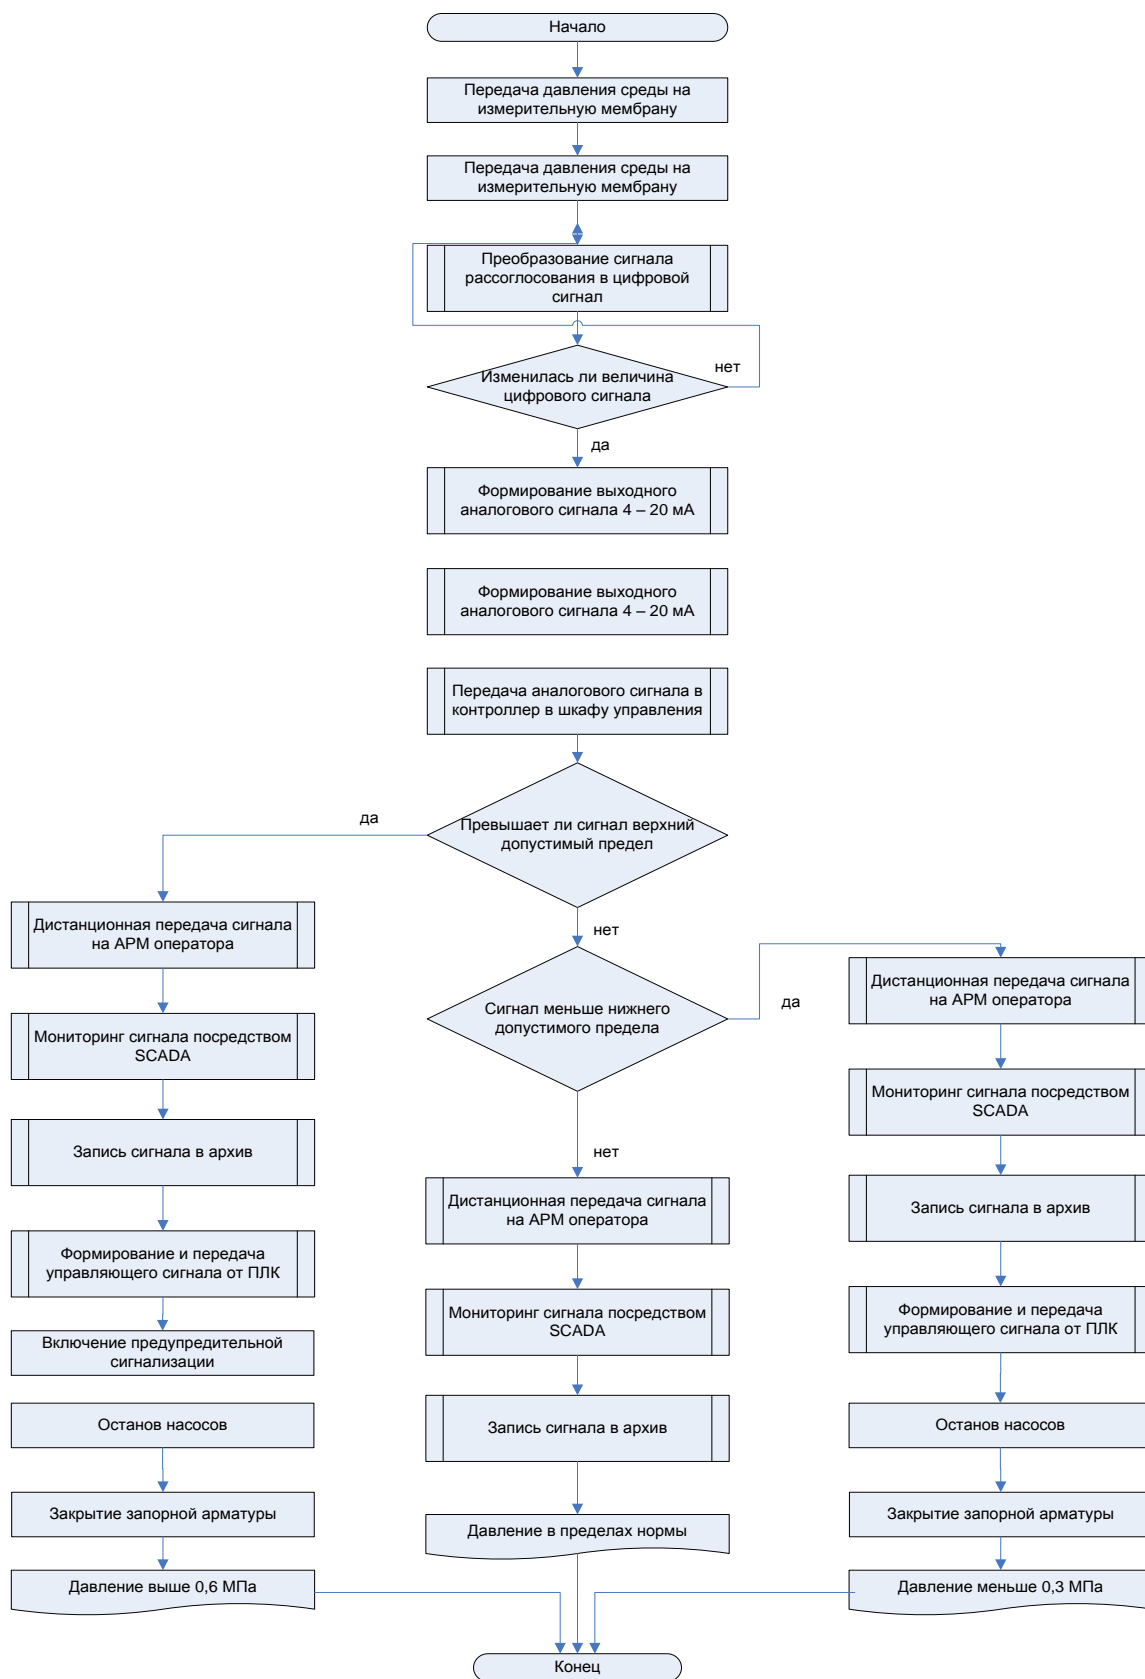 Начало
Передача давления среды на
измерительную мембрану
Передача давления среды на
измерительную мембрану
Преобразование сигнала
рассоглосования в цифровой
сигнал
нет
Изменилась ли величина
цифрового сигнала
да
Формирование выходного
аналогового сигнала 4 – 20 мА
Формирование выходного
аналогового сигнала 4 – 20 мА
Передача аналогового сигнала в
контроллер в шкафу управления
да
Превышает ли сигнал верхний
допустимый предел
нет
Дистанционная передача сигнала
на АРМ оператора
Мониторинг сигнала посредством
SCADA
Запись сигнала в архив
Формирование и передача
управляющего сигнала от ПЛК
Включение предупредительной
сигнализации
Останов насосов
Закрытие запорной арматуры
Давление выше 0,6 МПа
Сигнал меньше нижнего
допустимого предела
да
нет
Дистанционная передача сигнала
на АРМ оператора
Мониторинг сигнала посредством
SCADA
Запись сигнала в архив
Давление в пределах нормы
Дистанционная передача сигнала
на АРМ оператора
Мониторинг сигнала посредством
SCADA
Запись сигнала в архив
Формирование и передача
управляющего сигнала от ПЛК
Останов насосов
Закрытие запорной арматуры
Давление меньше 0,3 МПа
Конец